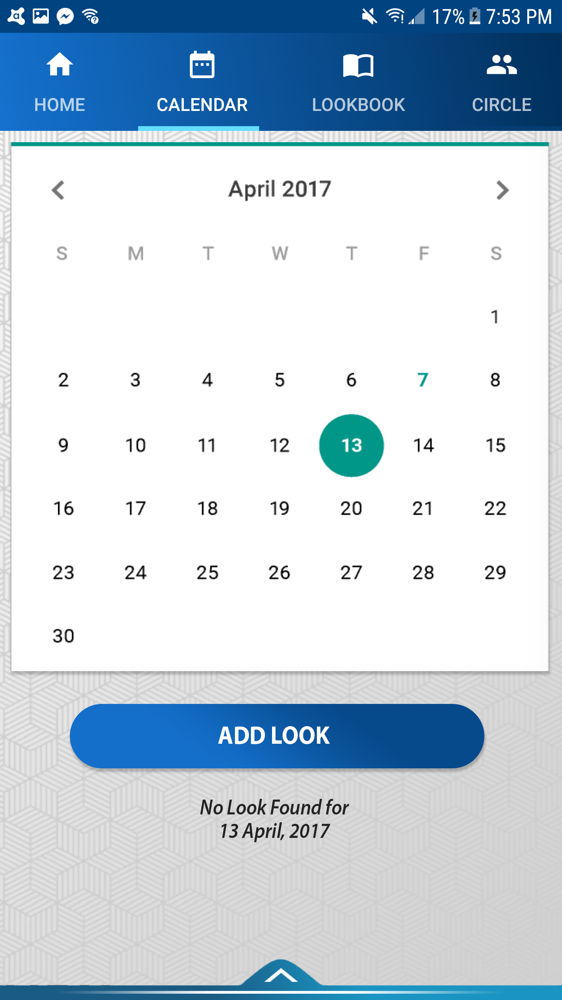 17% 7:53 PM
HOME CALENDAR LOOKBOOK CIRCLE
April 2017
S M T W T F S
1
2 3 4 5 6 7 8
9 10 11 12 13 14 15
16 17 18 19 20 21 22
23 24 25 26 27 28 29
30
ADD LOOK
No Look Found for
13 April, 2017